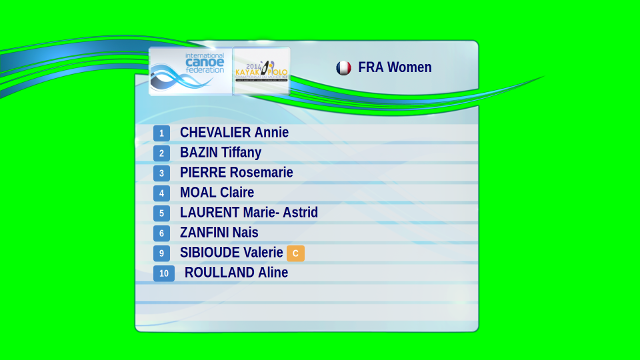 international
canoe
federation
2014
KAYAK POLO
FRA Women
1 CHEVALIER Annie
2 BAZIN Tiffany
3 PIERRE Rosemarie
4 MOAL Claire
5 LAURENT Marie- Astrid
6 ZANFINI Nais
9 SIBIOUDE Valerie C
10 ROULLAND Aline